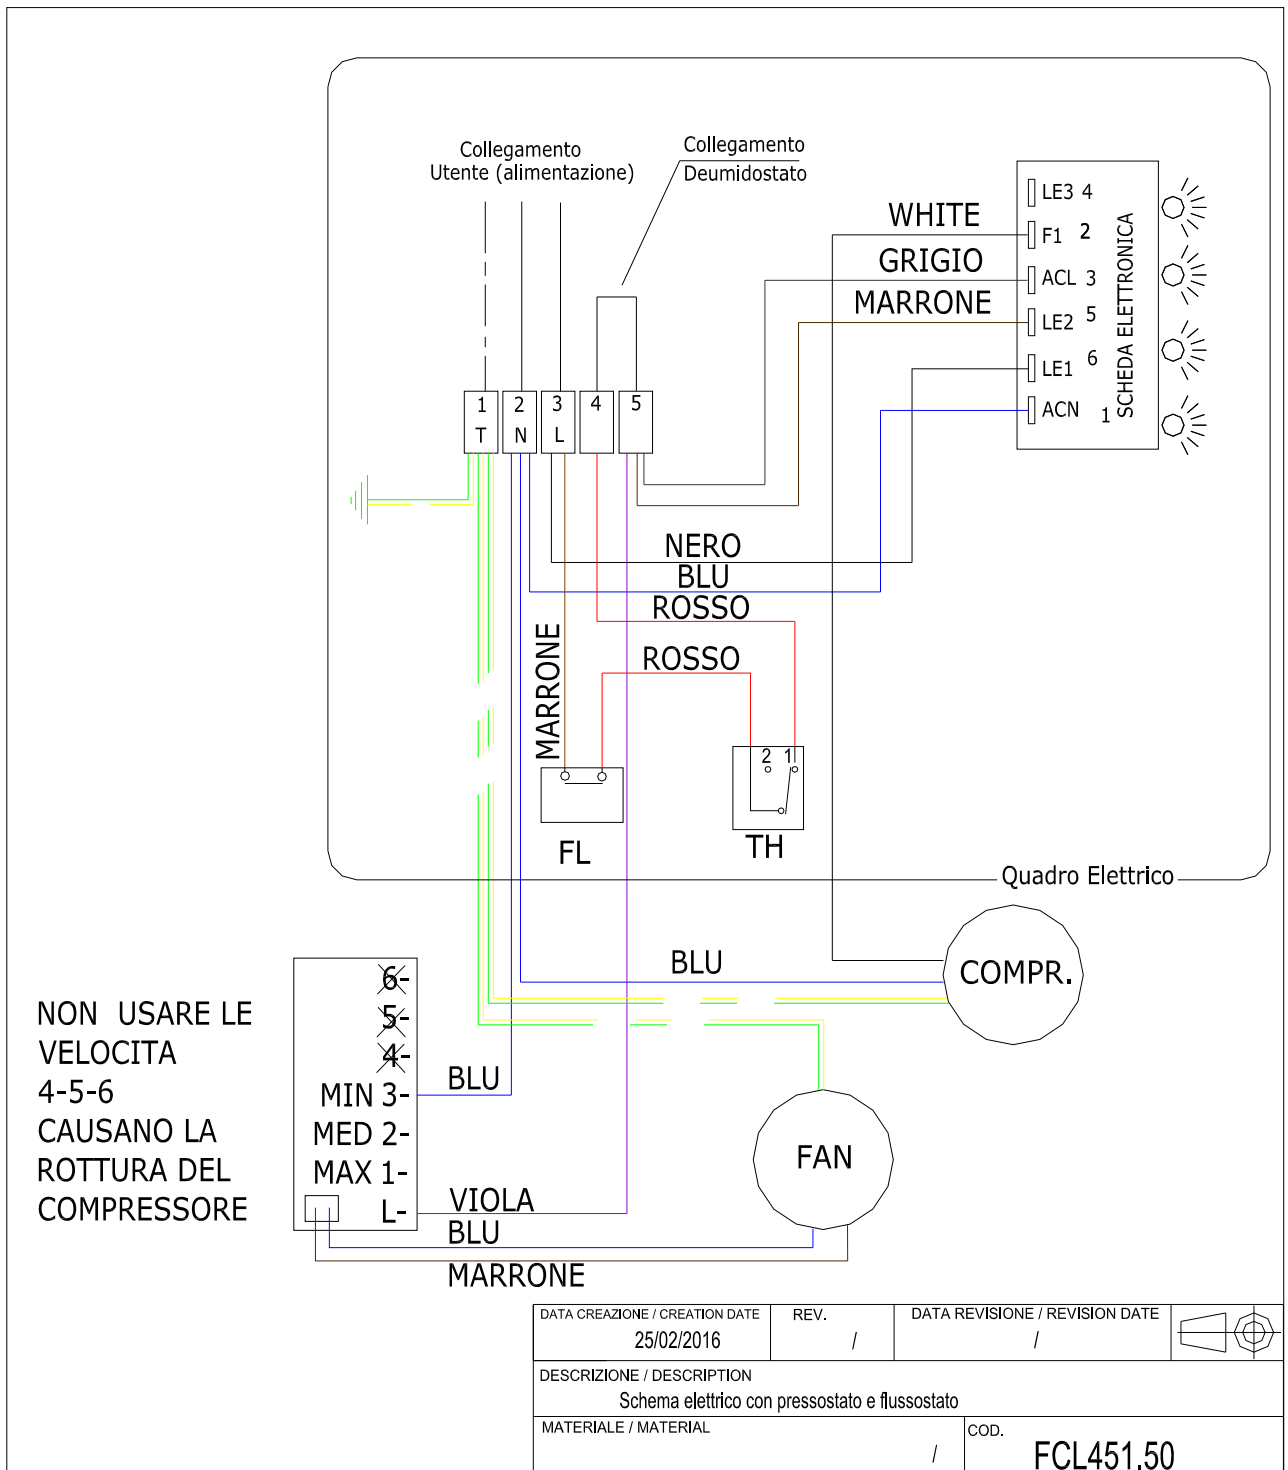 Collegamento
Utente (alimentazione)
Collegamento
Deumidostato
WHITE
GRIGIO
MARRONE
LE3 4
F1 2
ACL 3
LE2 5
LE1 6
ACN 1
SCHEDA ELETTRONICA
1 2 3 4 5
T N L
NERO
BLU
ROSSO
ROSSO
MARRONE
2 1
FL
TH
Quadro Elettrico
BLU
COMPR.
NON USARE LE
VELOCITA
4-5-6
CAUSANO LA
ROTTURA DEL
COMPRESSORE
6-
5-
4-
MIN 3-
MED 2-
MAX 1-
L-
BLU
VIOLA
BLU
MARRONE
FAN
DATA CREAZIONE / CREATION DATE
25/02/2016
REV.
/
DATA REVISIONE / REVISION DATE
/
DESCRIZIONE / DESCRIPTION
Schema elettrico con pressostato e flussostato
MATERIALE / MATERIAL
/
COD.
FCL451.50